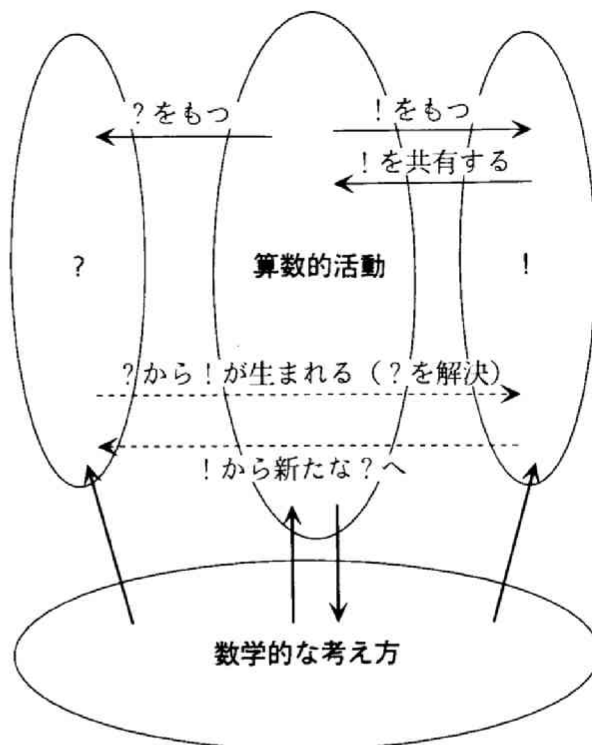 ?をもつ
!をもつ
!を共有する
?
算数的活動
!
?から!が生まれる(?を解決)
!から新たな?へ
数学的な考え方